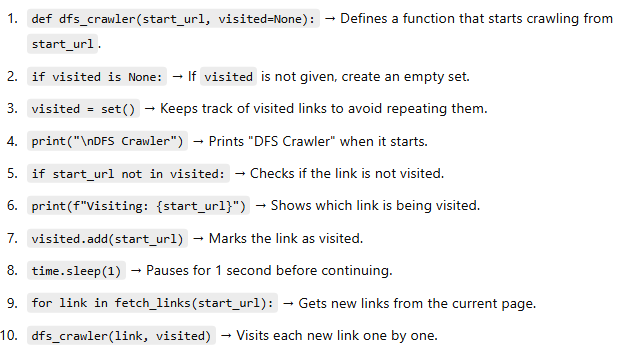 1. def dfs_crawler(start_url, visited=None): → Defines a function that starts crawling from
start_url .
2. if visited is None: → If visited is not given, create an empty set.
3. visited = set() → Keeps track of visited links to avoid repeating them.
4. print("\nDFS Crawler") → Prints "DFS Crawler" when it starts.
5. if start_url not in visited: → Checks if the link is not visited.
6. print(f"Visiting: {start_url}") → Shows which link is being visited.
7. visited.add(start_url) → Marks the link as visited.
8. time.sleep(1) → Pauses for 1 second before continuing.
9. for link in fetch_links(start_url): → Gets new links from the current page.
10. dfs_crawler(link, visited) → Visits each new link one by one.